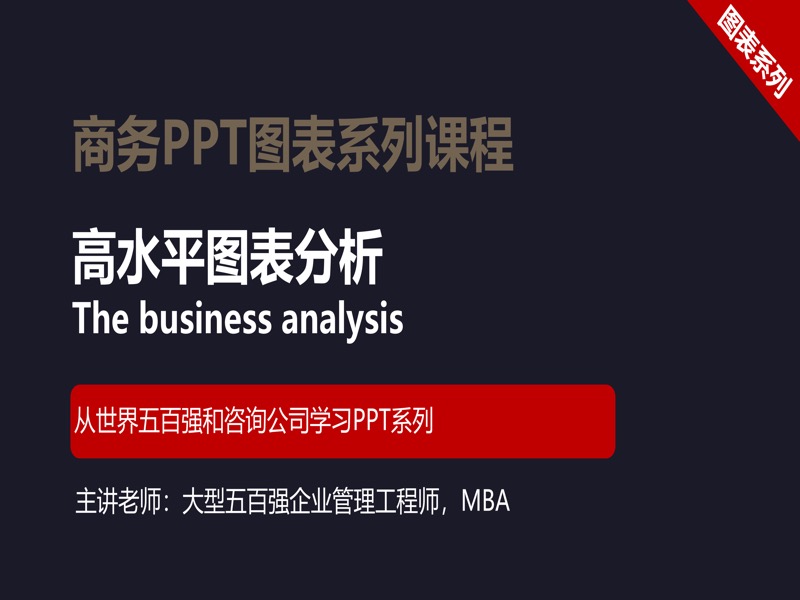 图表系列
商务PPT图表系列课程
高水平图表分析
The business analysis
从世界五百强和咨询公司学习PPT系列
主讲老师：大型五百强企业管理工程师，MBA